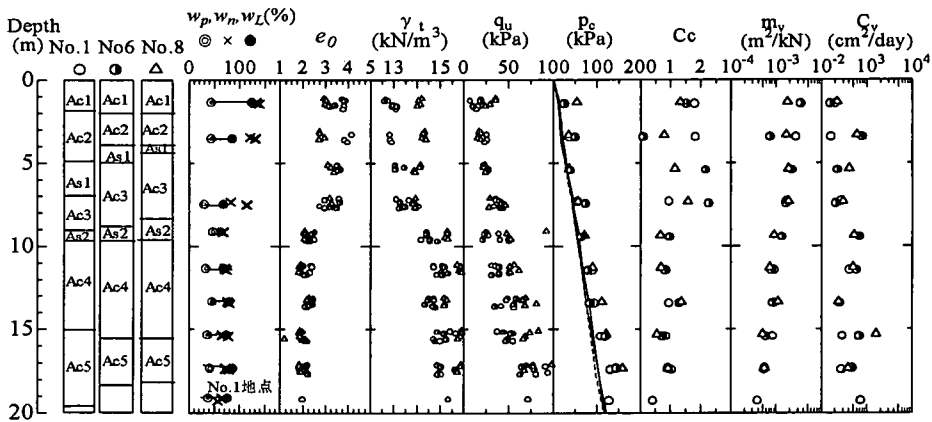 Depth
(m) No.1 No6 No.8
wp,wn,wL(%)
e0
γt
(kN/m³)
qu
(kPa)
pc
(kPa)
Cc
mv
(m²/kN)
Cv
(cm²/day)
0 100 1 2 3 4 5 13 15 0 50 100 100 200 0 1 2 10⁻⁴ 10⁻³ 10⁻² 10³ 10⁴
0
5
10
15
20
Ac1
Ac2
As1
Ac3
As2
Ac4
Ac5
Ac1
Ac2
As1
Ac3
As2
Ac4
Ac5
Ac1
Ac2
As1
Ac3
As2
Ac4
Ac5
No.1地点